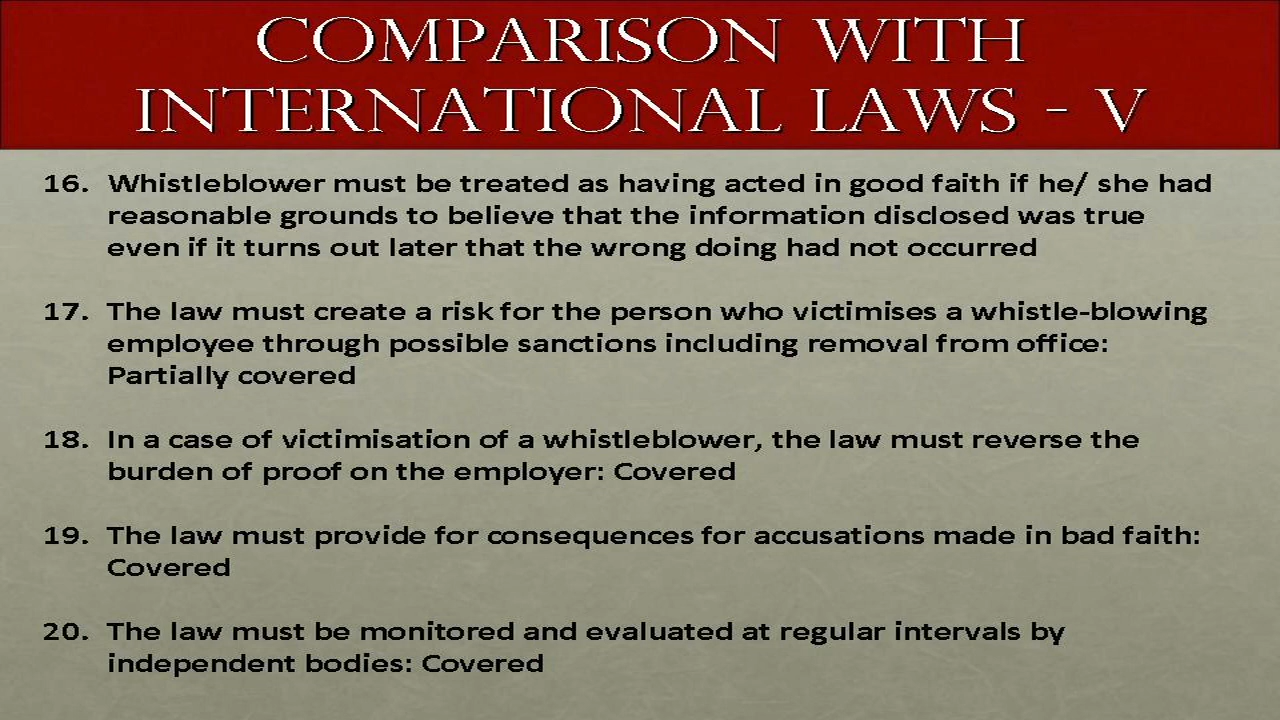 COMPARISON WITH
INTERNATIONAL LAWS - V
16. Whistleblower must be treated as having acted in good faith if he/ she had
reasonable grounds to believe that the information disclosed was true
even if it turns out later that the wrong doing had not occurred
17. The law must create a risk for the person who victimises a whistle-blowing
employee through possible sanctions including removal from office:
Partially covered
18. In a case of victimisation of a whistleblower, the law must reverse the
burden of proof on the employer: Covered
19. The law must provide for consequences for accusations made in bad faith:
Covered
20. The law must be monitored and evaluated at regular intervals by
independent bodies: Covered